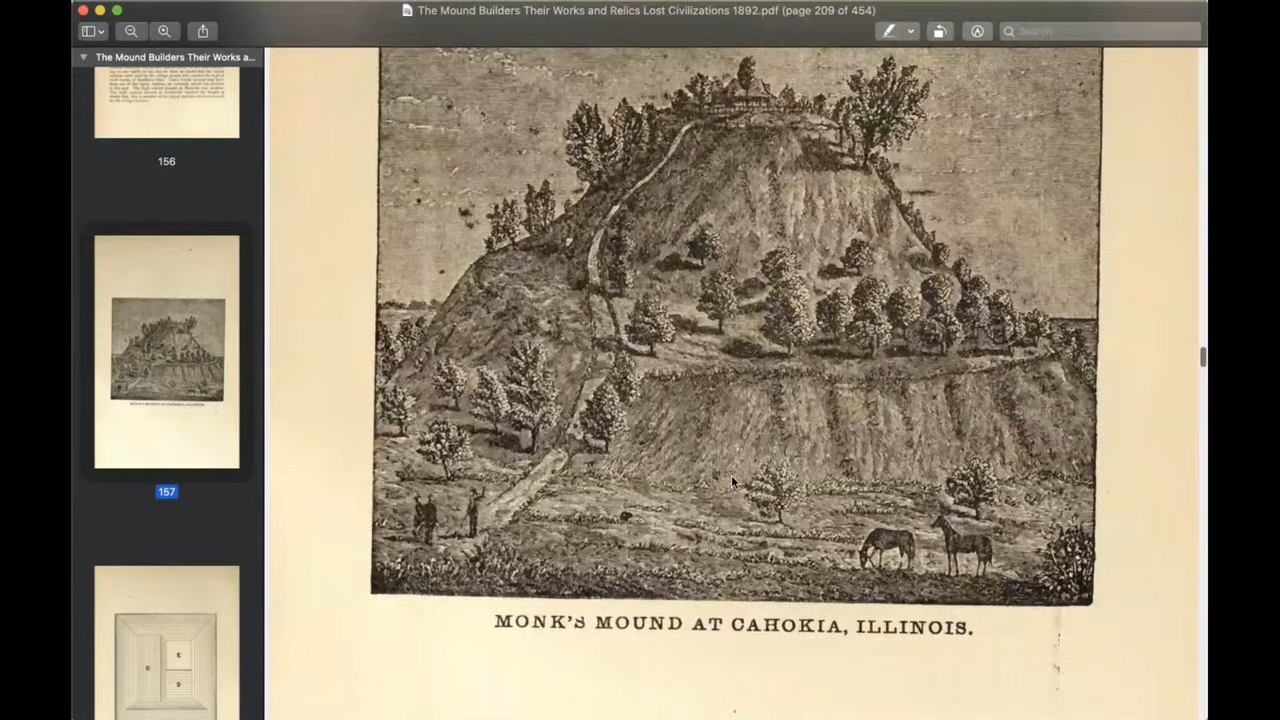 The Mound Builders Their Works and Relics Lost Civilizations 1892.pdf (page 209 of 454)
Search
The Mound Builders Their Works a...
156
157
C
E
D
MONK'S MOUND AT CAHOKIA, ILLINOIS.